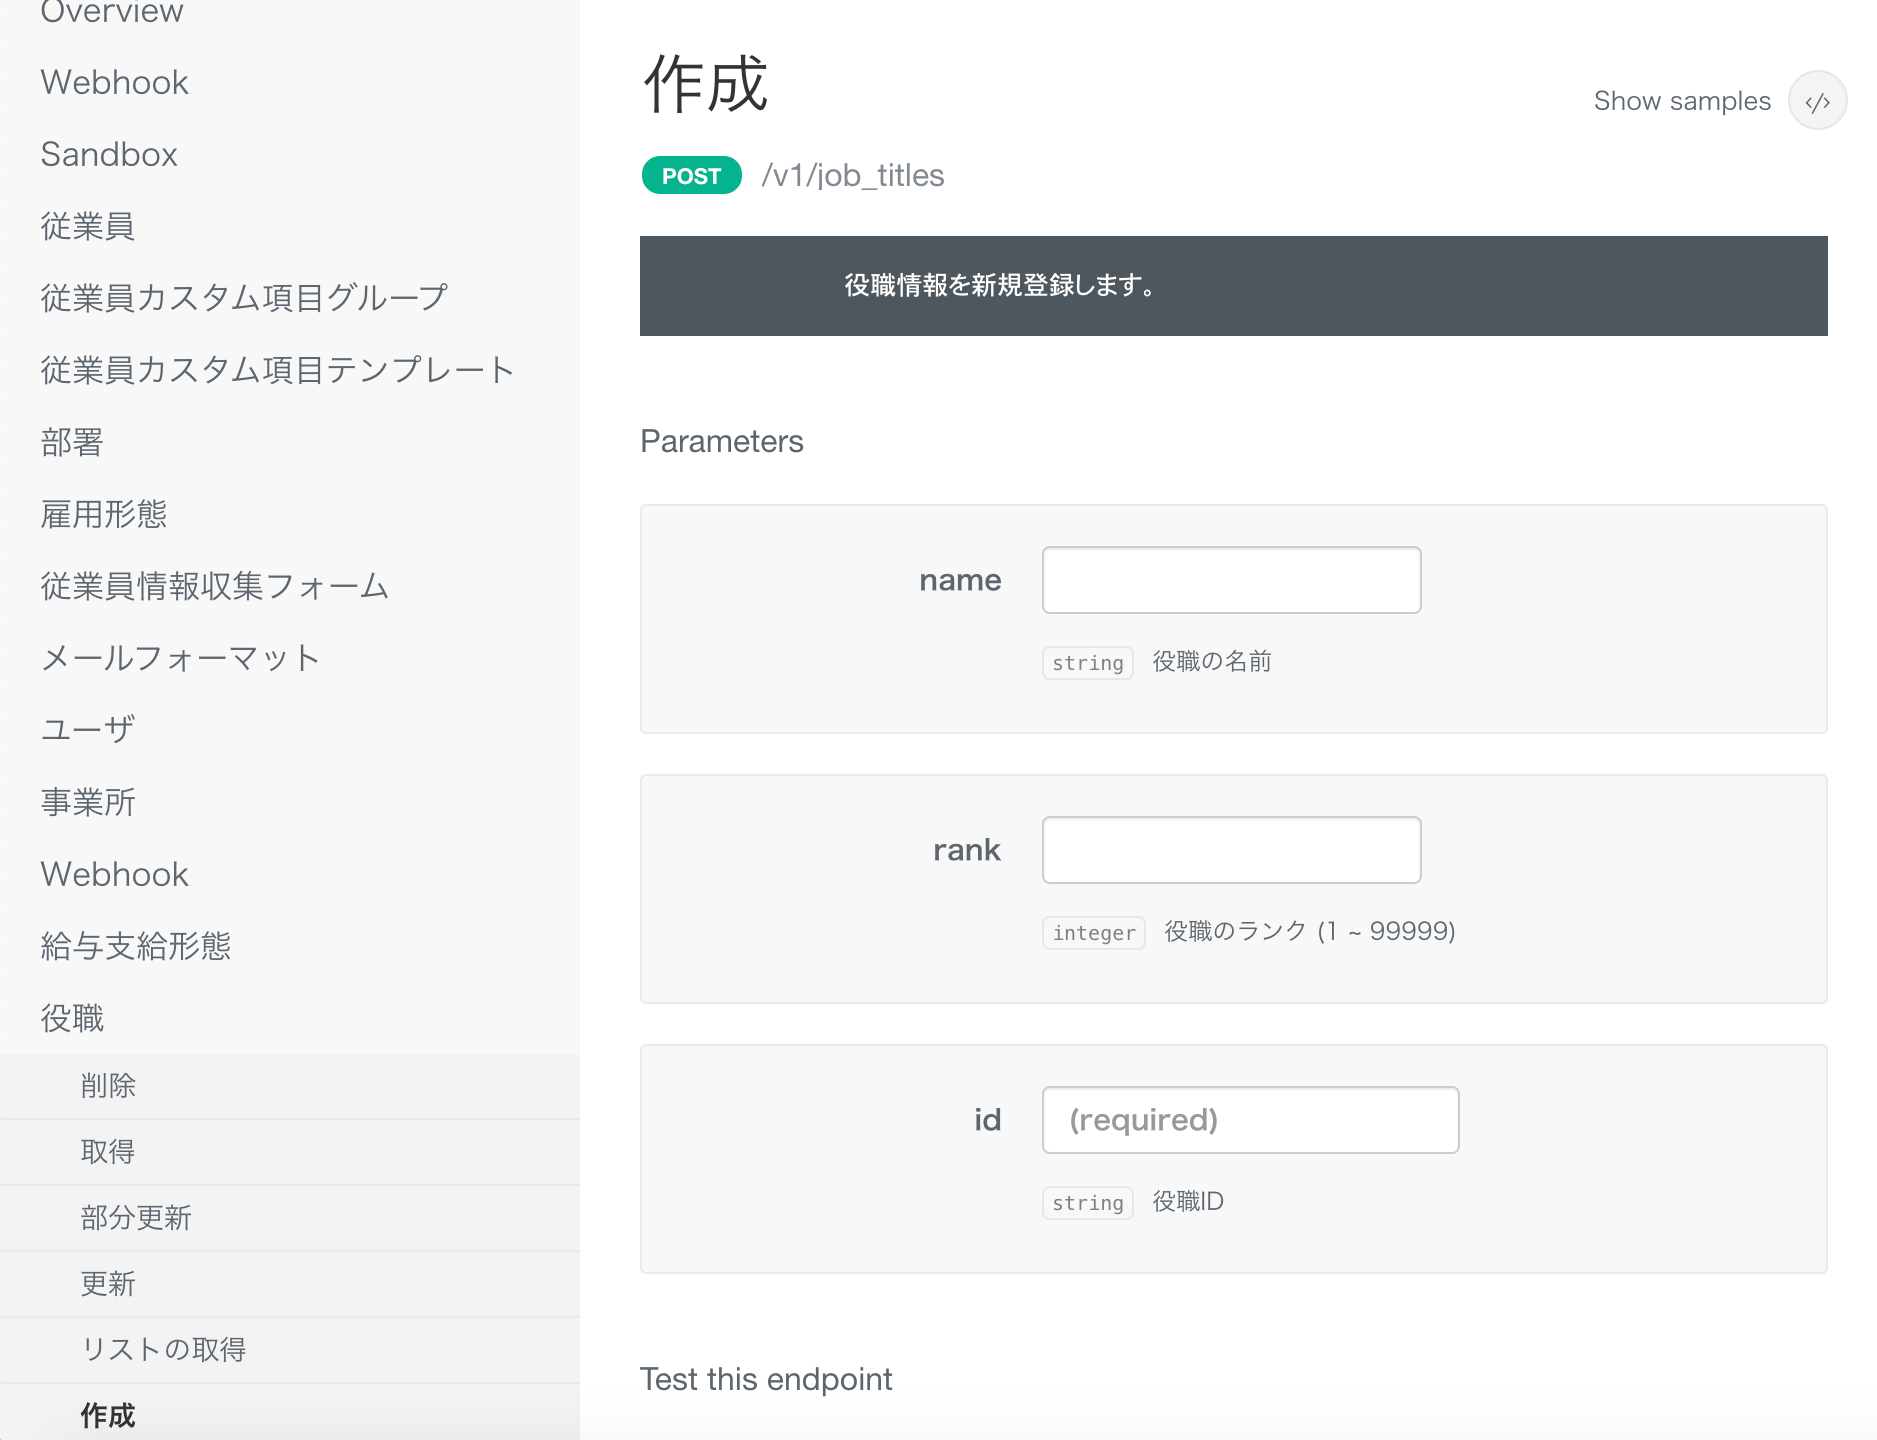 Overview
Webhook
Sandbox
従業員
従業員カスタム項目グループ
従業員カスタム項目テンプレート
部署
雇用形態
従業員情報収集フォーム
メールフォーマット
ユーザ
事業所
Webhook
給与支給形態
役職
削除
取得
部分更新
更新
リストの取得
作成
作成
Show samples </>
POST /v1/job_titles
役職情報を新規登録します。
Parameters
name
string 役職の名前
rank
integer 役職のランク (1 ~ 99999)
id (required)
string 役職ID
Test this endpoint